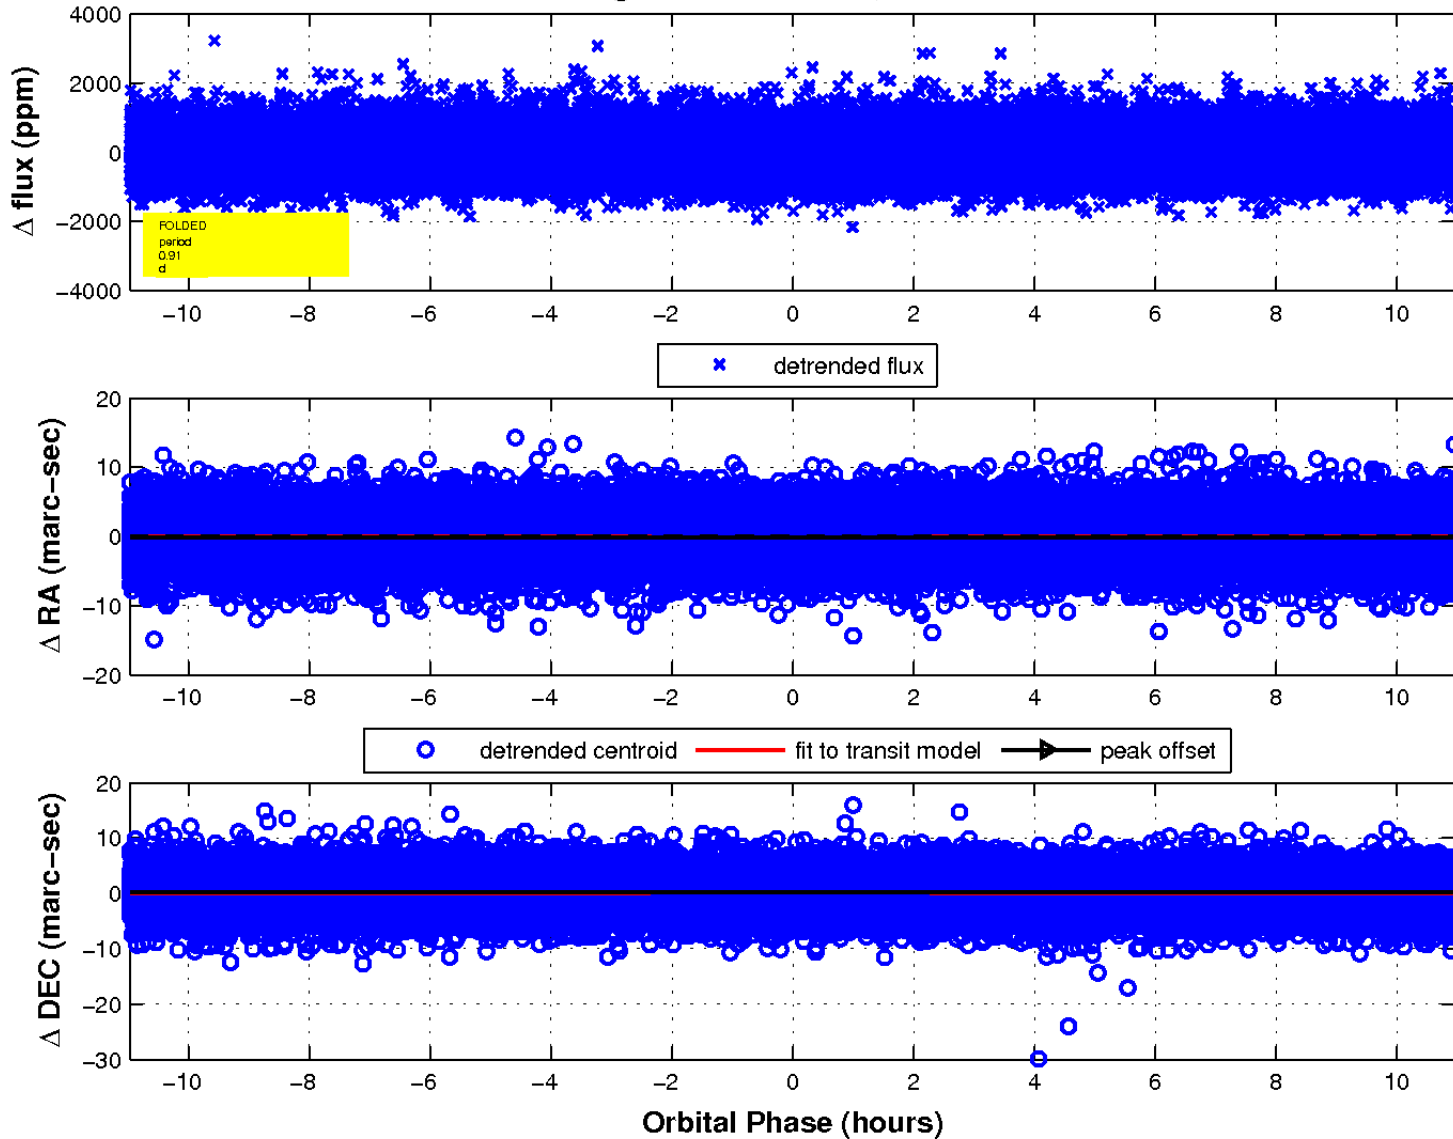 4000
2000
0
−2000
−4000
Δ flux (ppm)
FOLDED
period
0.91
d
−10 −8 −6 −4 −2 0 2 4 6 8 10
detrended flux
20
10
0
−10
−20
Δ RA (marc−sec)
−10 −8 −6 −4 −2 0 2 4 6 8 10
detrended centroid fit to transit model peak offset
20
10
0
−10
−20
−30
Δ DEC (marc−sec)
−10 −8 −6 −4 −2 0 2 4 6 8 10
Orbital Phase (hours)